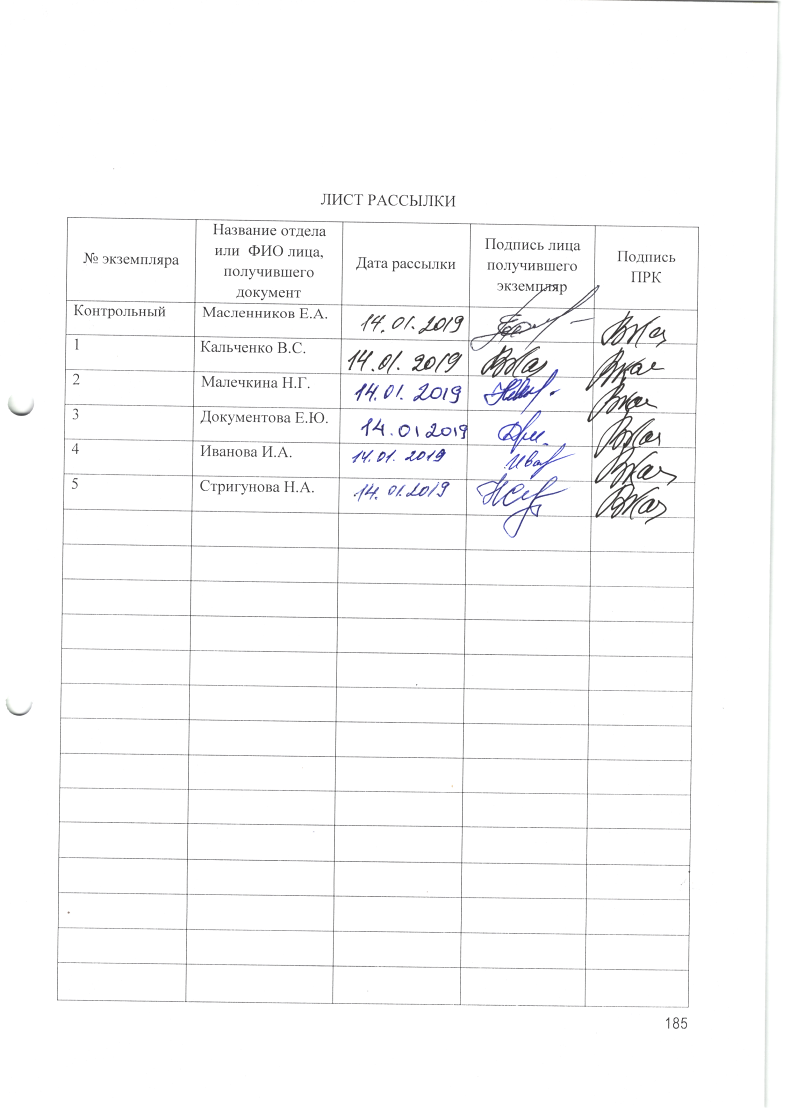 ЛИСТ РАССЫЛКИ
№ экземпляра
Название отдела
или ФИО лица,
получившего
документ
Дата рассылки
Подпись лица
получившего
экземпляр
Подпись
ПРК
Контрольный Масленников Е.А. 14.01.2019
1 Кальченко В.С. 14.01.2019
2 Малечкина Н.Г. 14.01.2019
3 Документова Е.Ю. 14.01 2019
4 Иванова И.А. 14.01.2019
5 Стригунова Н.А. 14.01.2019
185